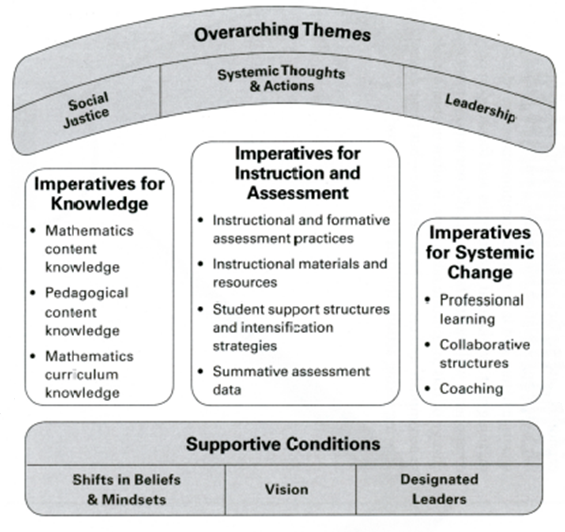 Overarching Themes
Social
Justice
Systemic Thoughts
& Actions
Leadership
Imperatives for
Knowledge
• Mathematics
content
knowledge
• Pedagogical
content
knowledge
• Mathematics
curriculum
knowledge
Imperatives for
Instruction and
Assessment
• Instructional and formative
assessment practices
• Instructional materials and
resources
• Student support structures
and intensification
strategies
• Summative assessment
data
Imperatives
for Systemic
Change
• Professional
learning
• Collaborative
structures
• Coaching
Supportive Conditions
Shifts in Beliefs
& Mindsets
Vision
Designated
Leaders